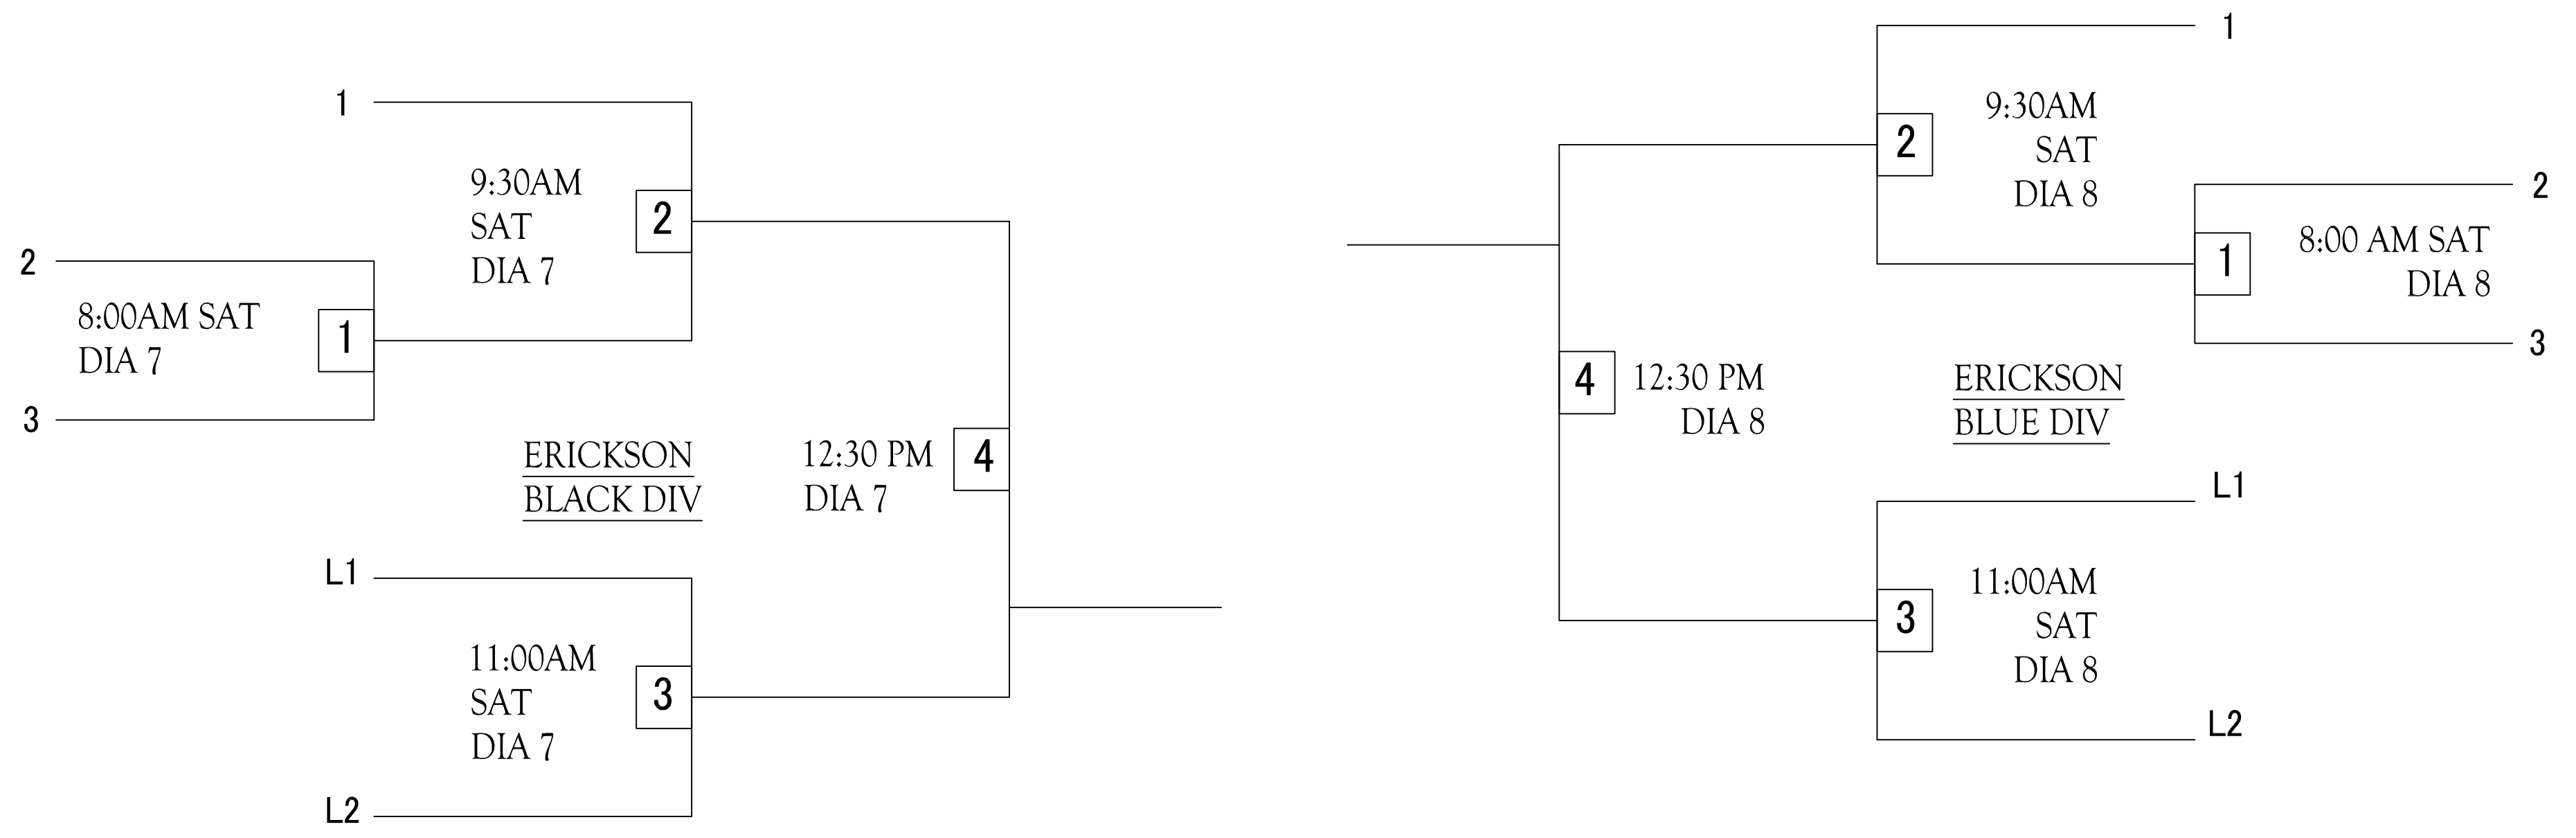 1
9:30AM
SAT
DIA 7
2
2
8:00AM SAT
DIA 7
1
3
ERICKSON
BLACK DIV
12:30 PM
DIA 7
4
L1
11:00AM
SAT
DIA 7
3
L2
1
9:30AM
SAT
DIA 8
2
2
8:00 AM SAT
DIA 8
1
3
4
12:30 PM
DIA 8
ERICKSON
BLUE DIV
L1
11:00AM
SAT
DIA 8
3
L2